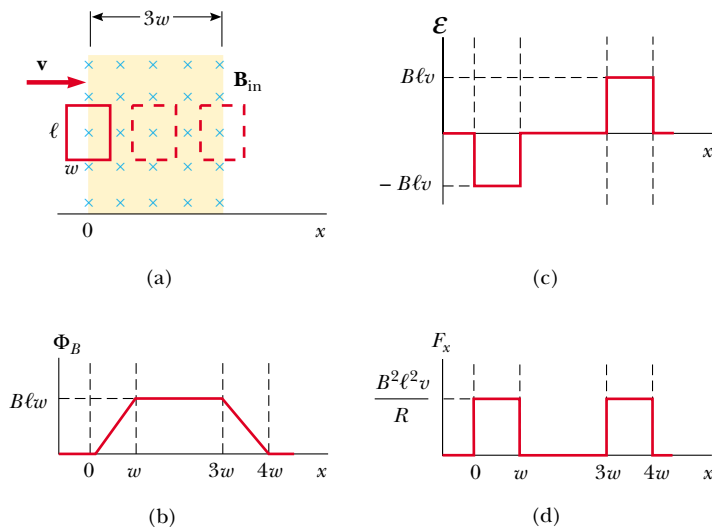 3w
v
B_in
ℓ
w
0 x
(a)
Φ_B
Bℓw
0 w 3w 4w x
(b)
ℰ
Bℓv
− Bℓv
x
(c)
F_x
B²ℓ²v
R
0 w 3w 4w x
(d)